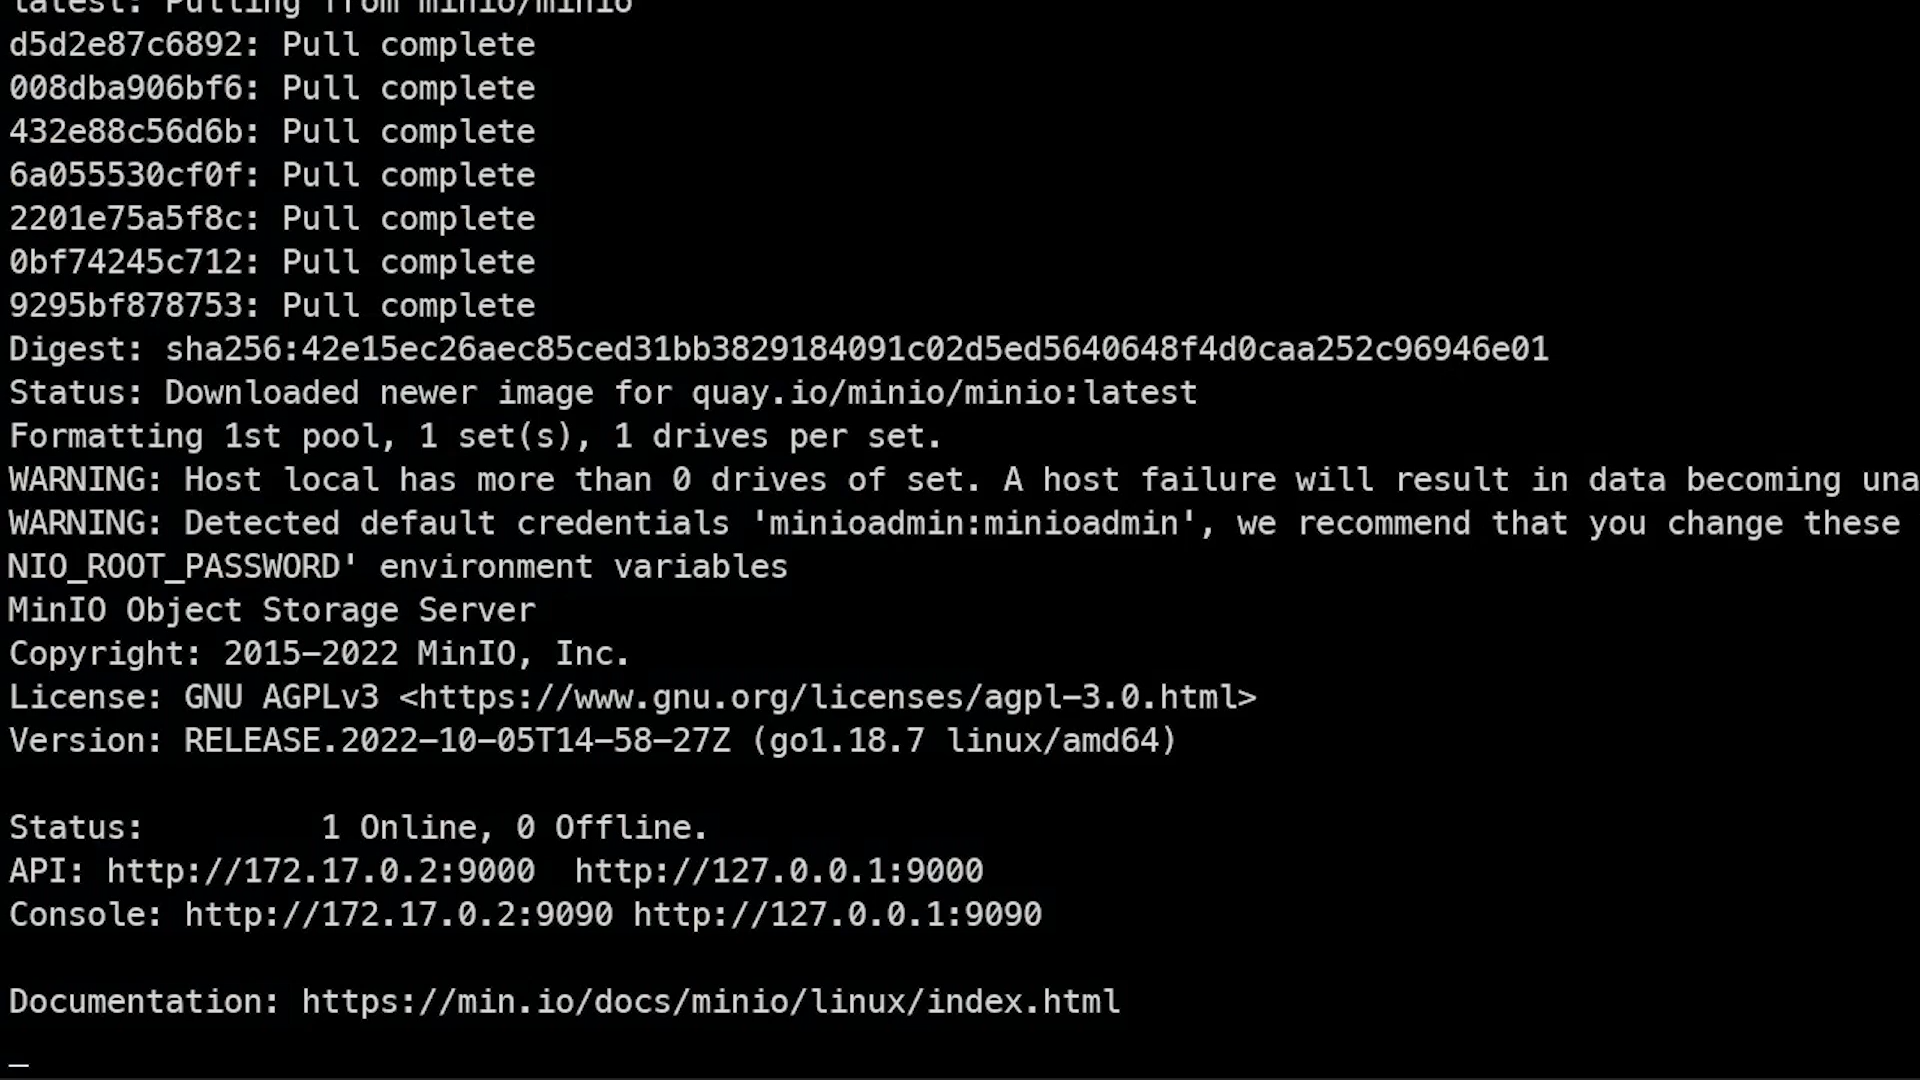 latest: Pulling from minio/minio
d5d2e87c6892: Pull complete
008dba906bf6: Pull complete
432e88c56d6b: Pull complete
6a055530cf0f: Pull complete
2201e75a5f8c: Pull complete
0bf74245c712: Pull complete
9295bf878753: Pull complete
Digest: sha256:42e15ec26aec85ced31bb3829184091c02d5ed5640648f4d0caa252c96946e01
Status: Downloaded newer image for quay.io/minio/minio:latest
Formatting 1st pool, 1 set(s), 1 drives per set.
WARNING: Host local has more than 0 drives of set. A host failure will result in data becoming una
WARNING: Detected default credentials 'minioadmin:minioadmin', we recommend that you change these
NIO_ROOT_PASSWORD' environment variables
MinIO Object Storage Server
Copyright: 2015-2022 MinIO, Inc.
License: GNU AGPLv3 <https://www.gnu.org/licenses/agpl-3.0.html>
Version: RELEASE.2022-10-05T14-58-27Z (go1.18.7 linux/amd64)
Status:         1 Online, 0 Offline.
API: http://172.17.0.2:9000  http://127.0.0.1:9000
Console: http://172.17.0.2:9090 http://127.0.0.1:9090
Documentation: https://min.io/docs/minio/linux/index.html